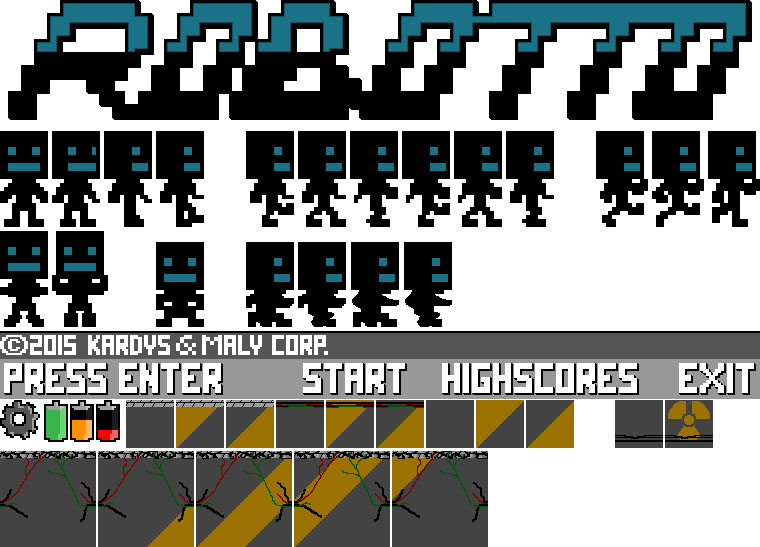 ROBOTTO
©2015 KARDYS & MALY CORP.
PRESS ENTER START HIGHSCORES EXIT